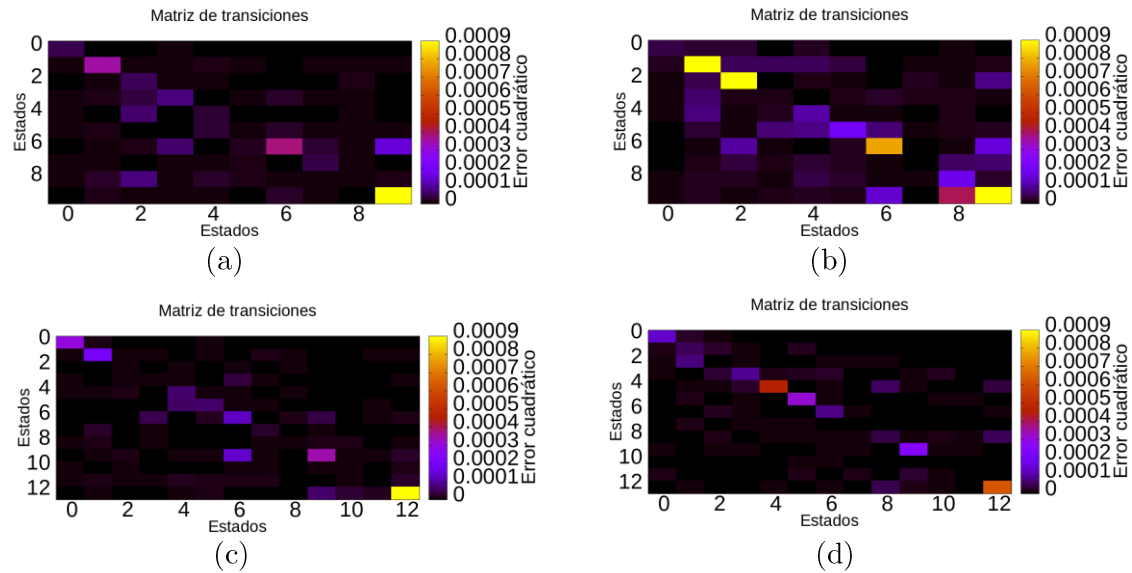 Matriz de transiciones
0
2
4
6
8
Estados
0 2 4 6 8
Estados
0.0009
0.0008
0.0007
0.0006
0.0005
0.0004
0.0003
0.0002
0.0001
0
Error cuadrático
(a)
Matriz de transiciones
0
2
4
6
8
Estados
0 2 4 6 8
Estados
0.0009
0.0008
0.0007
0.0006
0.0005
0.0004
0.0003
0.0002
0.0001
0
Error cuadrático
(b)
Matriz de transiciones
0
2
4
6
8
10
12
Estados
0 2 4 6 8 10 12
Estados
0.0009
0.0008
0.0007
0.0006
0.0005
0.0004
0.0003
0.0002
0.0001
0
Error cuadrático
(c)
Matriz de transiciones
0
2
4
6
8
10
12
Estados
0 2 4 6 8 10 12
Estados
0.0009
0.0008
0.0007
0.0006
0.0005
0.0004
0.0003
0.0002
0.0001
0
Error cuadrático
(d)